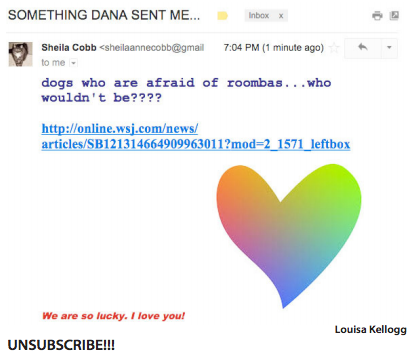 SOMETHING DANA SENT ME...
Inbox x
Sheila Cobb <sheilaannecobb@gmail 7:04 PM (1 minute ago)
to me
dogs who are afraid of roombas...who
wouldn't be????
http://online.wsj.com/news/
articles/SB121314664909963011?mod=2_1571_leftbox
We are so lucky. I love you!
Louisa Kellogg
UNSUBSCRIBE!!!